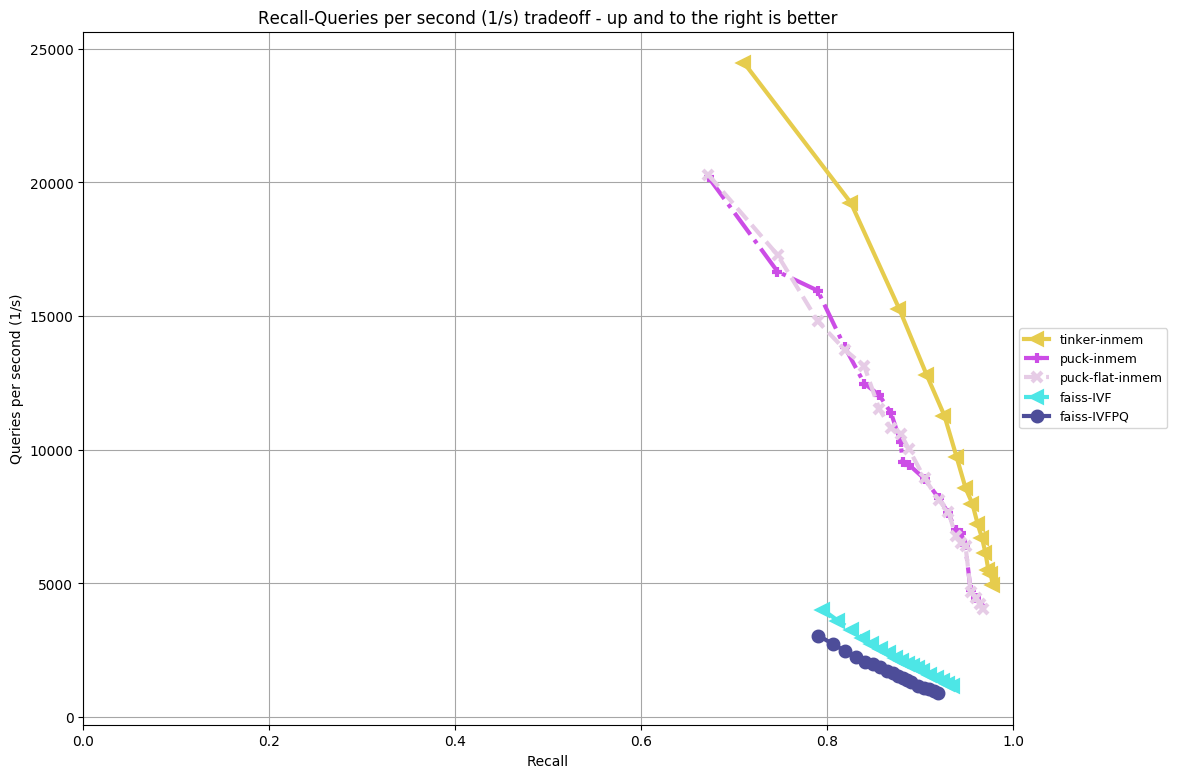 Recall-Queries per second (1/s) tradeoff - up and to the right is better
25000
20000
15000
10000
5000
0
Queries per second (1/s)
0.0 0.2 0.4 0.6 0.8 1.0
Recall
tinker-inmem
puck-inmem
puck-flat-inmem
faiss-IVF
faiss-IVFPQ